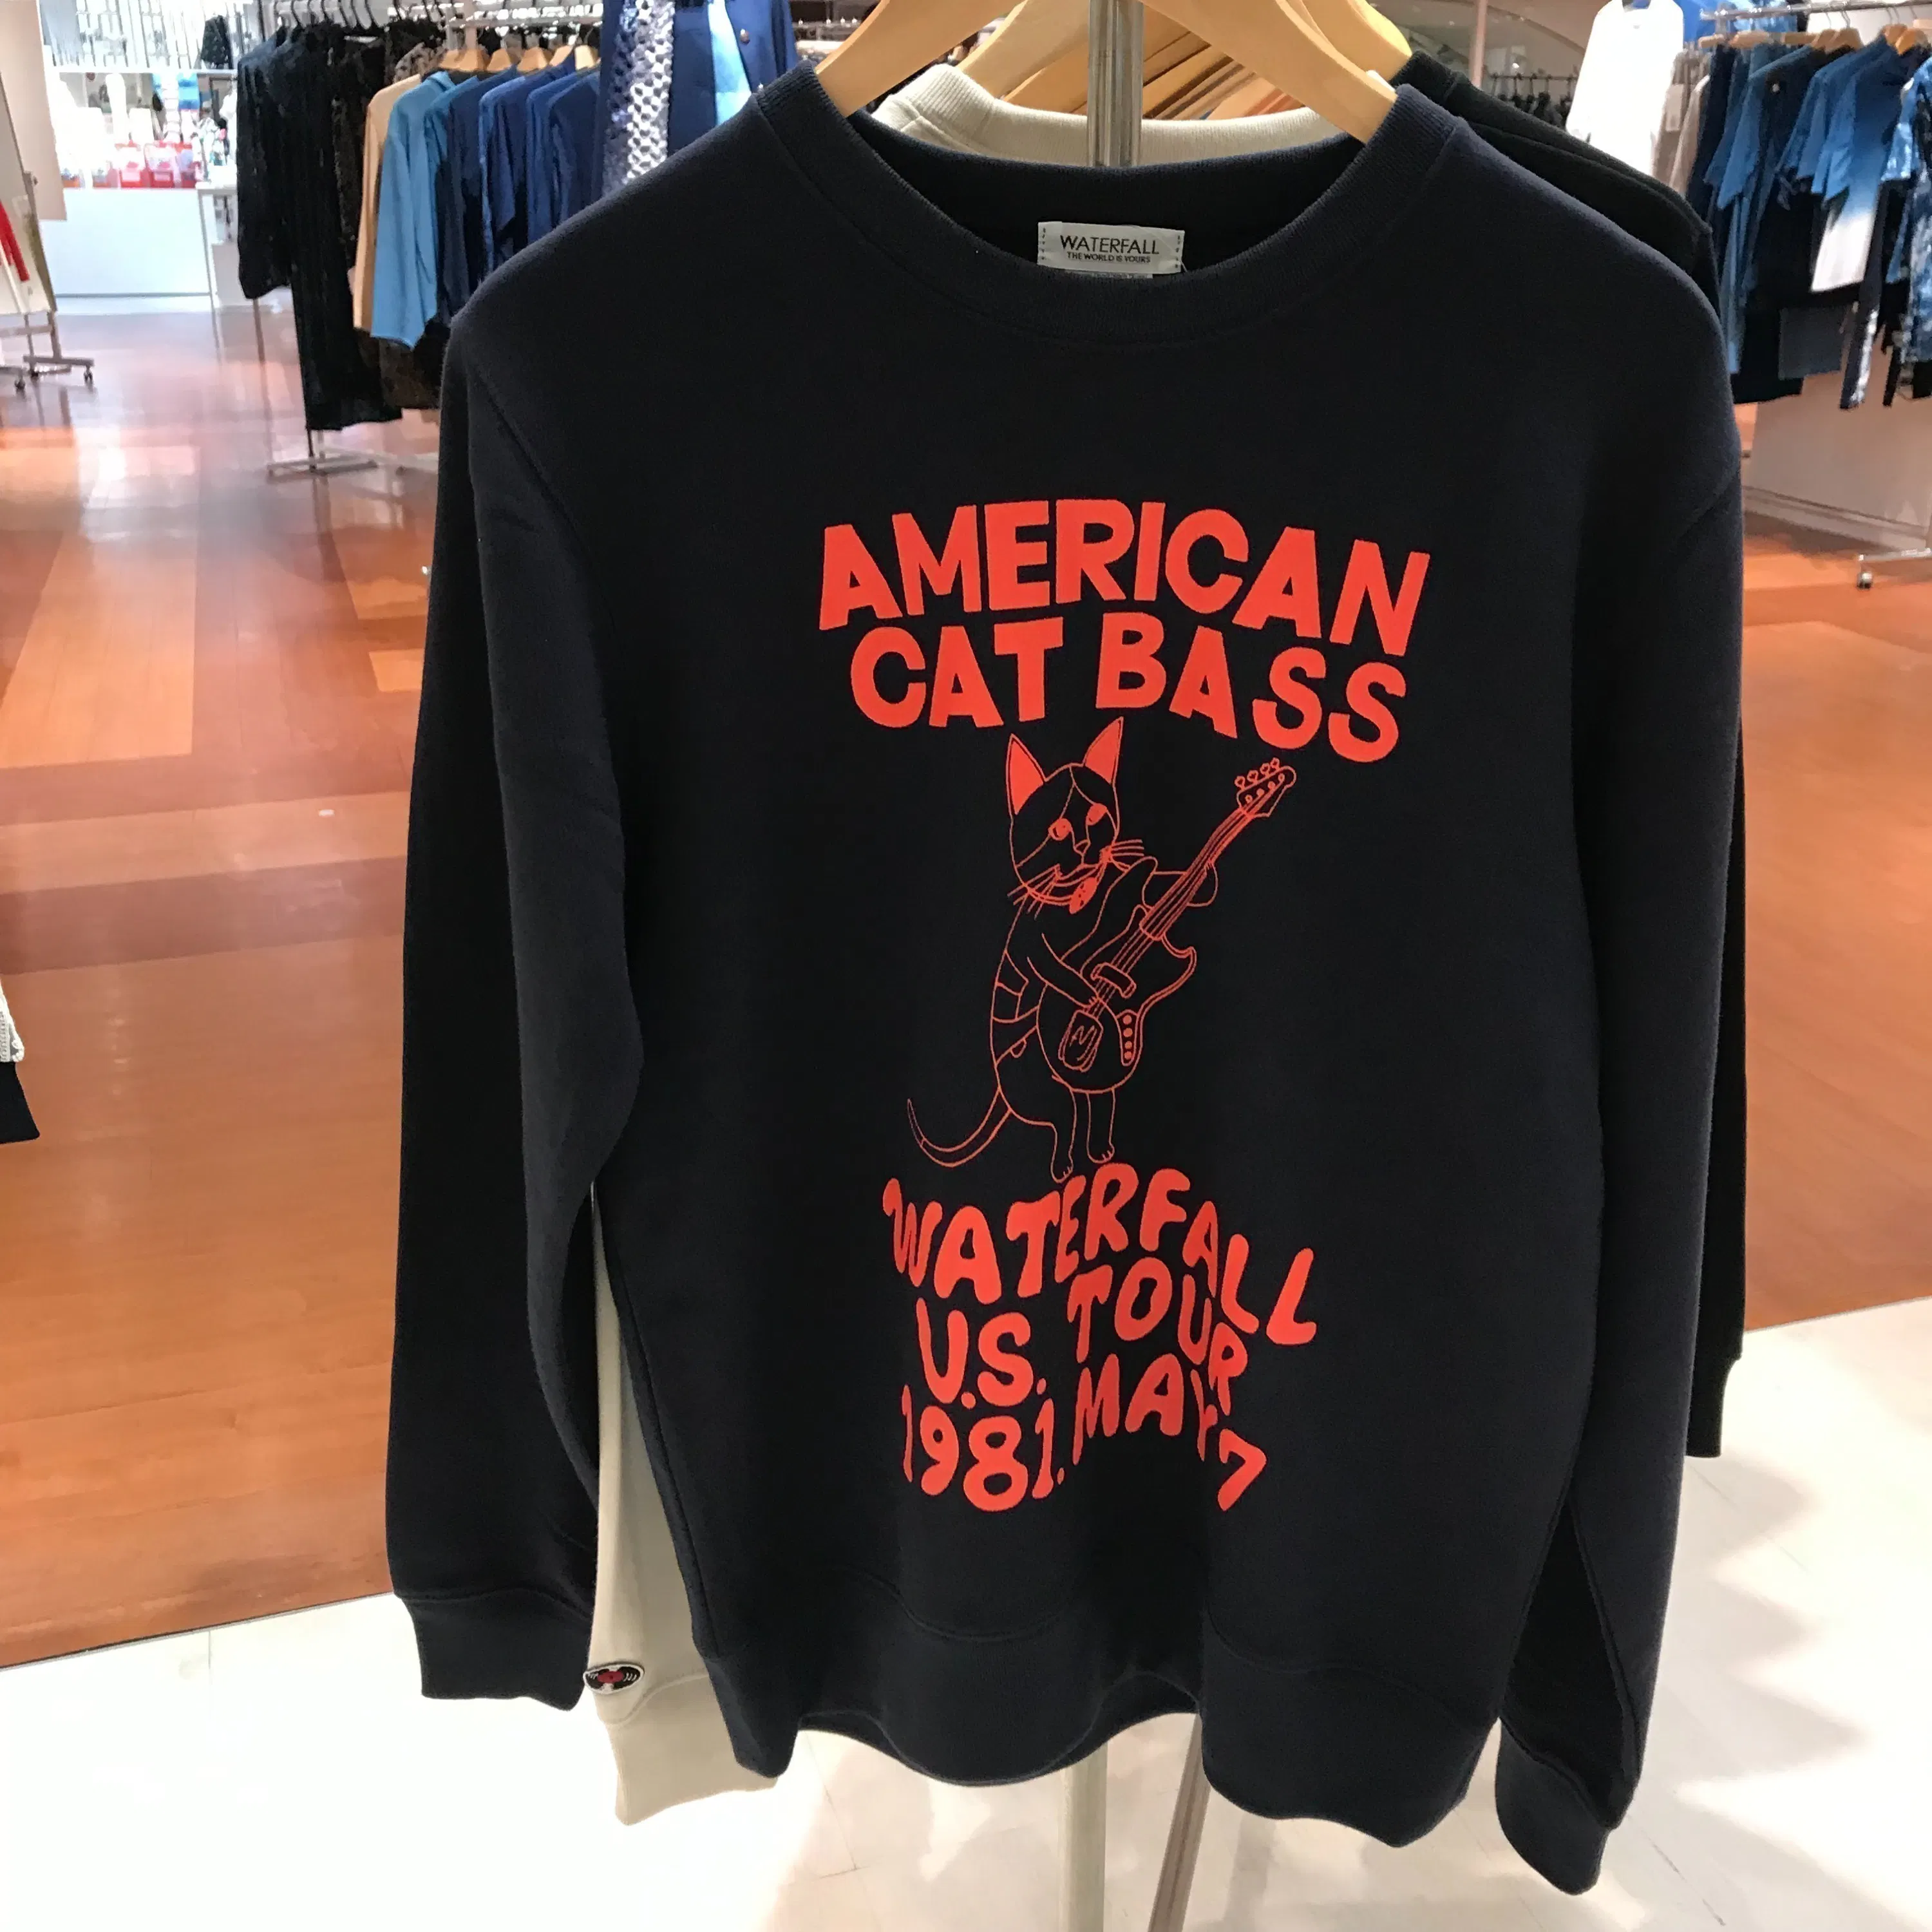 WATERFALL
THE WORLD IS YOURS
AMERICAN
CAT BASS
WATERFALL
U.S. TOUR
1981. MAY. 7